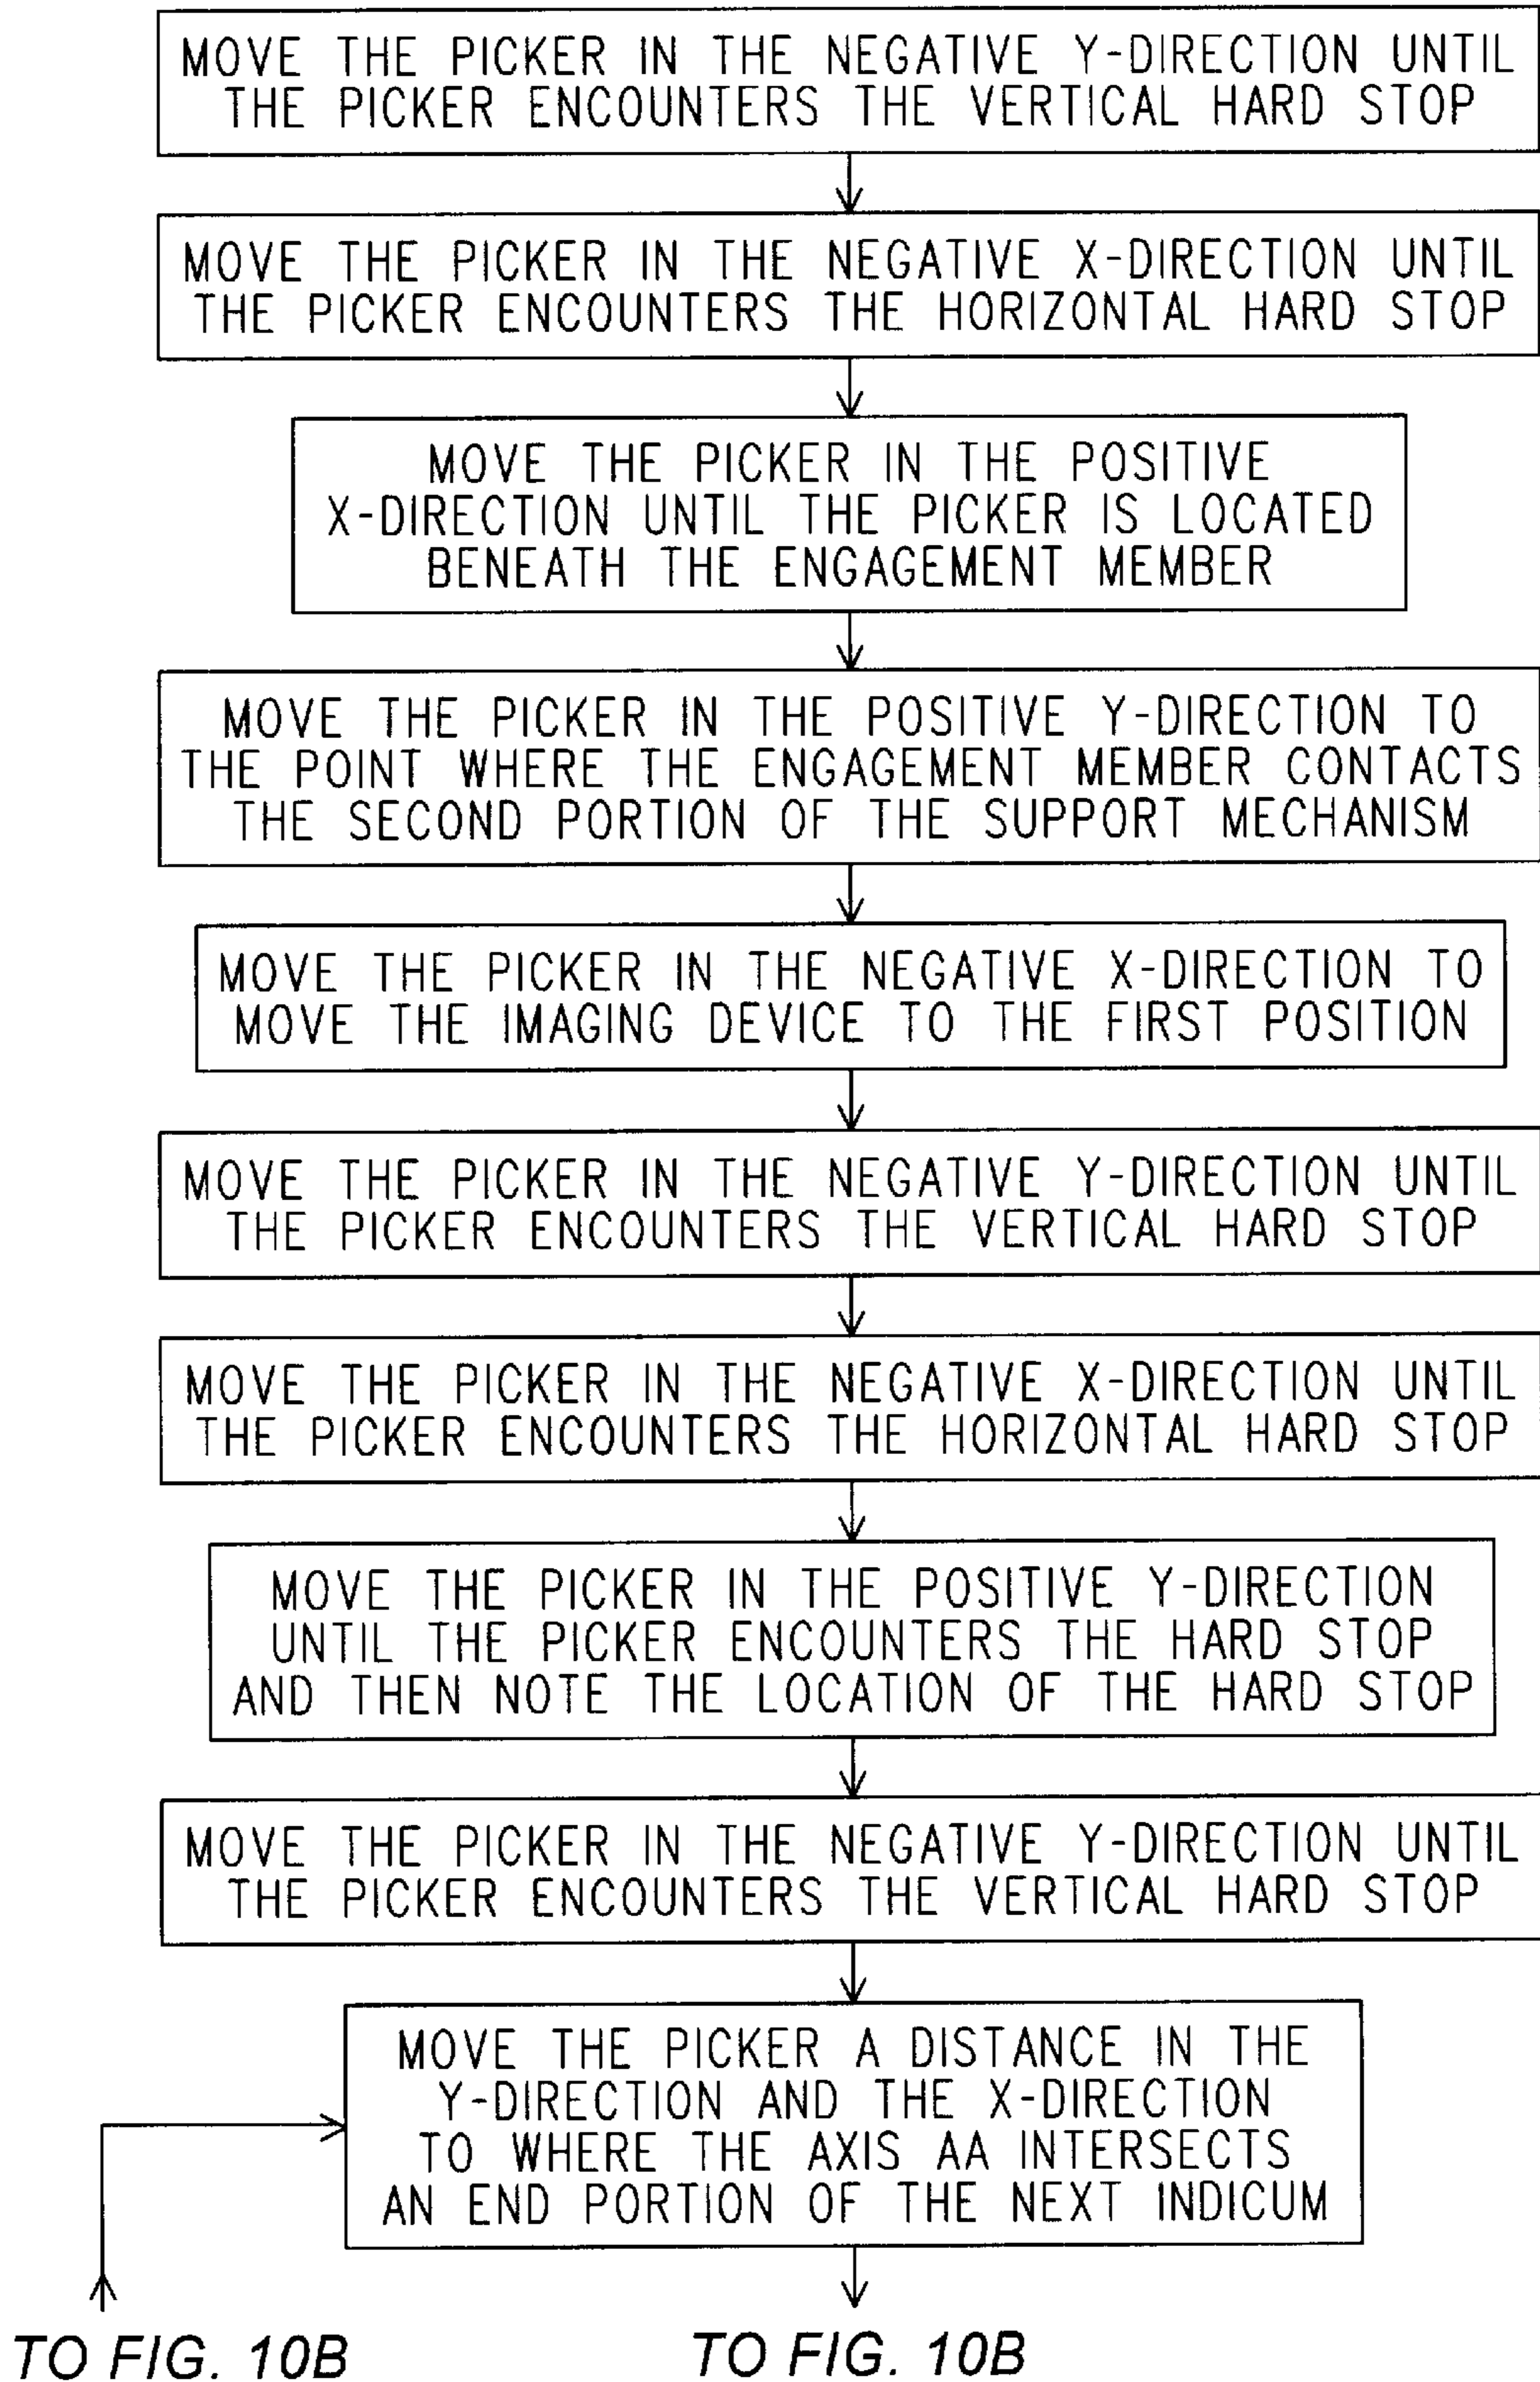 MOVE THE PICKER IN THE NEGATIVE Y-DIRECTION UNTIL
THE PICKER ENCOUNTERS THE VERTICAL HARD STOP
MOVE THE PICKER IN THE NEGATIVE X-DIRECTION UNTIL
THE PICKER ENCOUNTERS THE HORIZONTAL HARD STOP
MOVE THE PICKER IN THE POSITIVE
X-DIRECTION UNTIL THE PICKER IS LOCATED
BENEATH THE ENGAGEMENT MEMBER
MOVE THE PICKER IN THE POSITIVE Y-DIRECTION TO
THE POINT WHERE THE ENGAGEMENT MEMBER CONTACTS
THE SECOND PORTION OF THE SUPPORT MECHANISM
MOVE THE PICKER IN THE NEGATIVE X-DIRECTION TO
MOVE THE IMAGING DEVICE TO THE FIRST POSITION
MOVE THE PICKER IN THE NEGATIVE Y-DIRECTION UNTIL
THE PICKER ENCOUNTERS THE VERTICAL HARD STOP
MOVE THE PICKER IN THE NEGATIVE X-DIRECTION UNTIL
THE PICKER ENCOUNTERS THE HORIZONTAL HARD STOP
MOVE THE PICKER IN THE POSITIVE Y-DIRECTION
UNTIL THE PICKER ENCOUNTERS THE HARD STOP
AND THEN NOTE THE LOCATION OF THE HARD STOP
MOVE THE PICKER IN THE NEGATIVE Y-DIRECTION UNTIL
THE PICKER ENCOUNTERS THE VERTICAL HARD STOP
MOVE THE PICKER A DISTANCE IN THE
Y-DIRECTION AND THE X-DIRECTION
TO WHERE THE AXIS AA INTERSECTS
AN END PORTION OF THE NEXT INDICUM
TO FIG. 10B
TO FIG. 10B